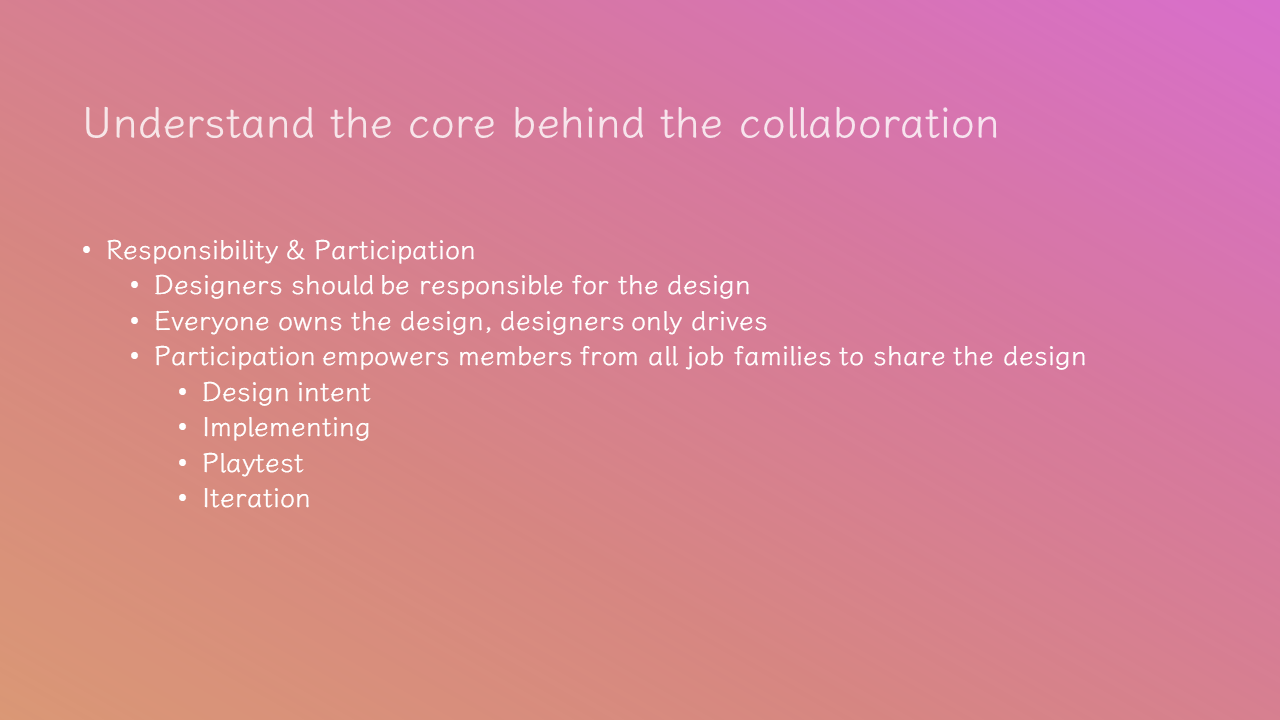 Understand the core behind the collaboration
• Responsibility & Participation
• Designers should be responsible for the design
• Everyone owns the design, designers only drives
• Participation empowers members from all job families to share the design
• Design intent
• Implementing
• Playtest
• Iteration